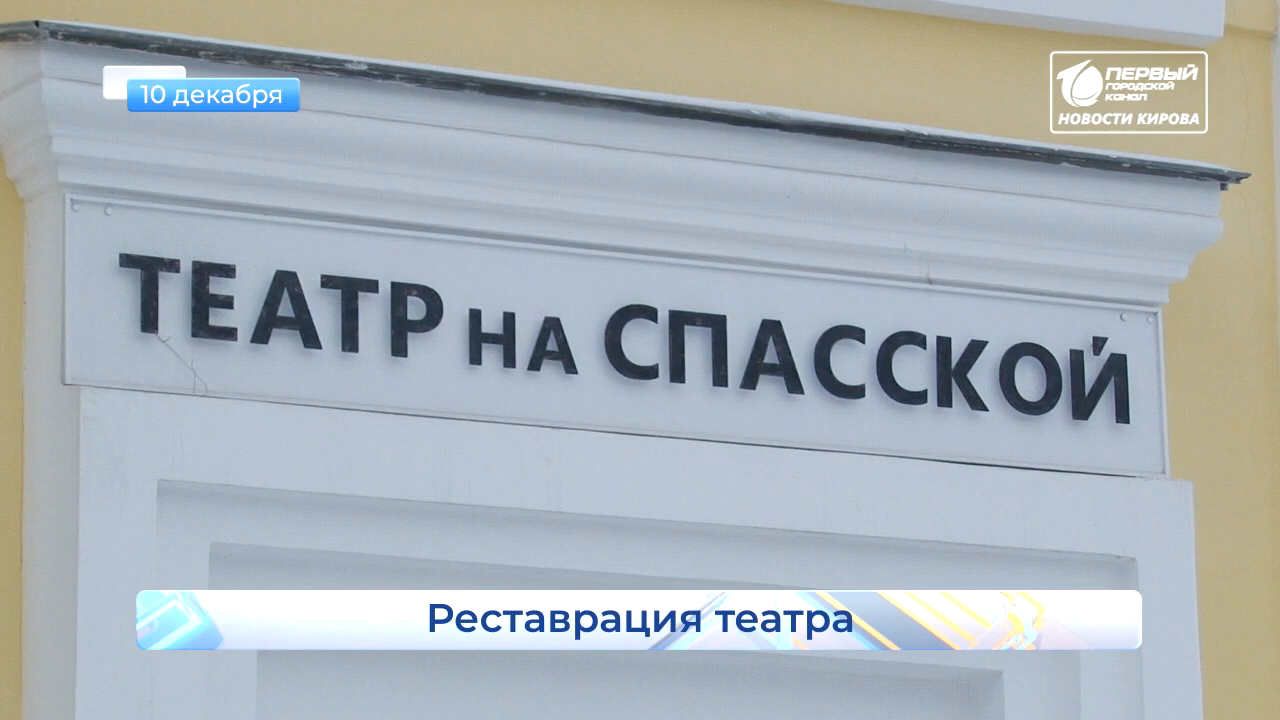 10 декабря
ПЕРВЫЙ
ГОРОДСКОЙ
КАНАЛ
НОВОСТИ КИРОВА
ТЕАТР НА СПАССКОЙ
Реставрация театра